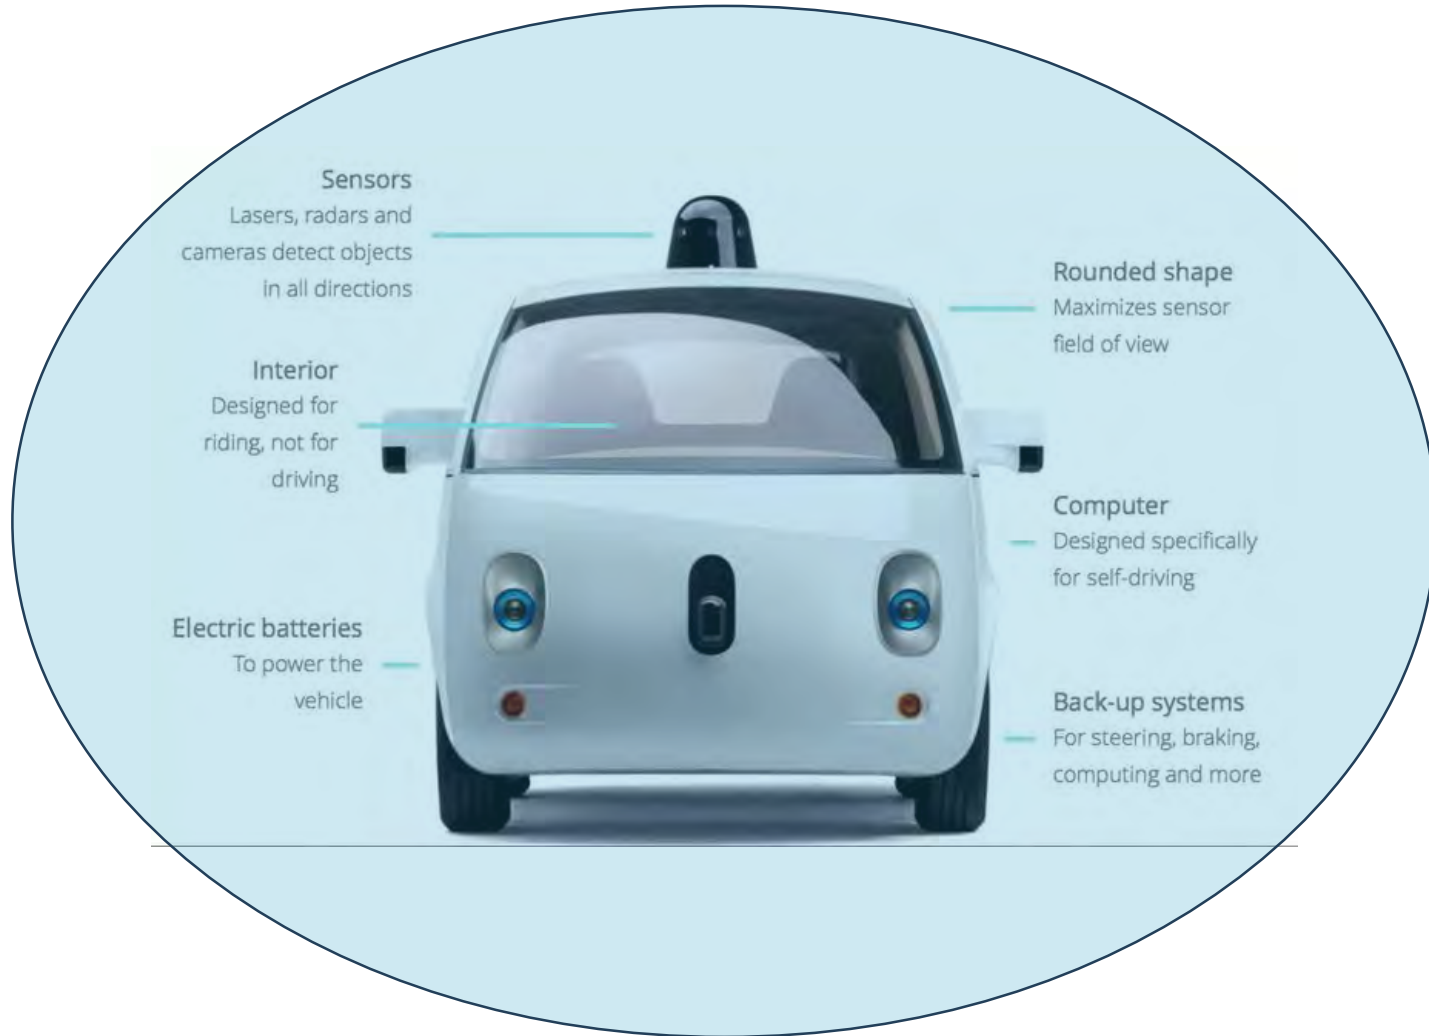 Sensors
Lasers, radars and
cameras detect objects
in all directions
Interior
Designed for
riding, not for
driving
Electric batteries
To power the
vehicle
Rounded shape
Maximizes sensor
field of view
Computer
Designed specifically
for self-driving
Back-up systems
For steering, braking,
computing and more